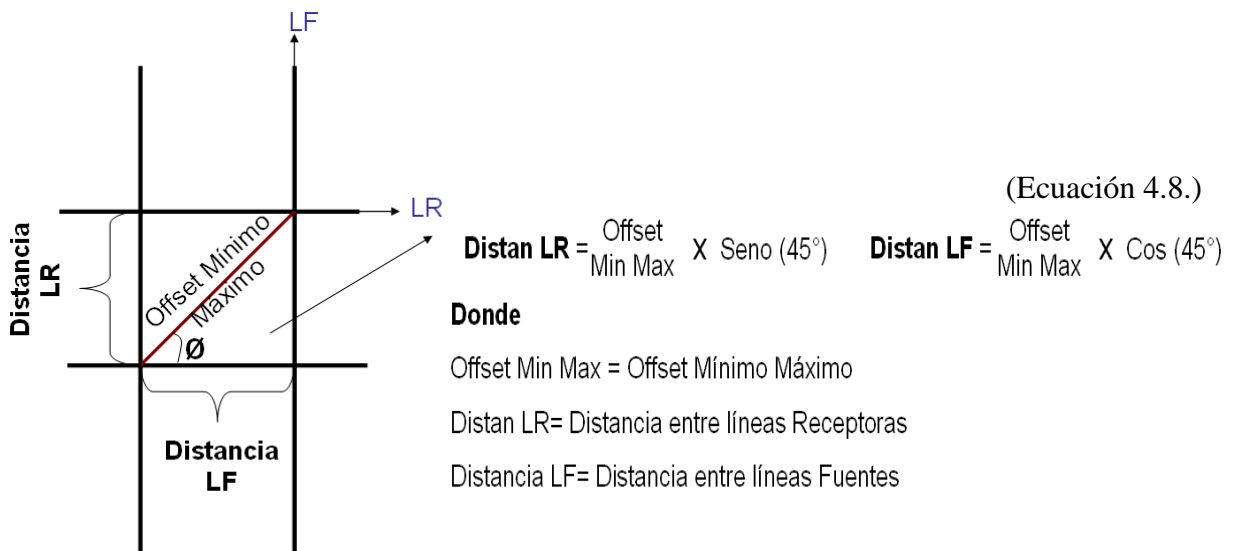 LF
(Ecuación 4.8.)
LR
Distancia
LR
Offset Mínimo
Maximo
Ø
Distancia
LF
Distan LR = Offset Min Max X Seno (45°)
Distan LF = Offset Min Max X Cos (45°)
Donde
Offset Min Max = Offset Mínimo Máximo
Distan LR= Distancia entre líneas Receptoras
Distancia LF= Distancia entre líneas Fuentes